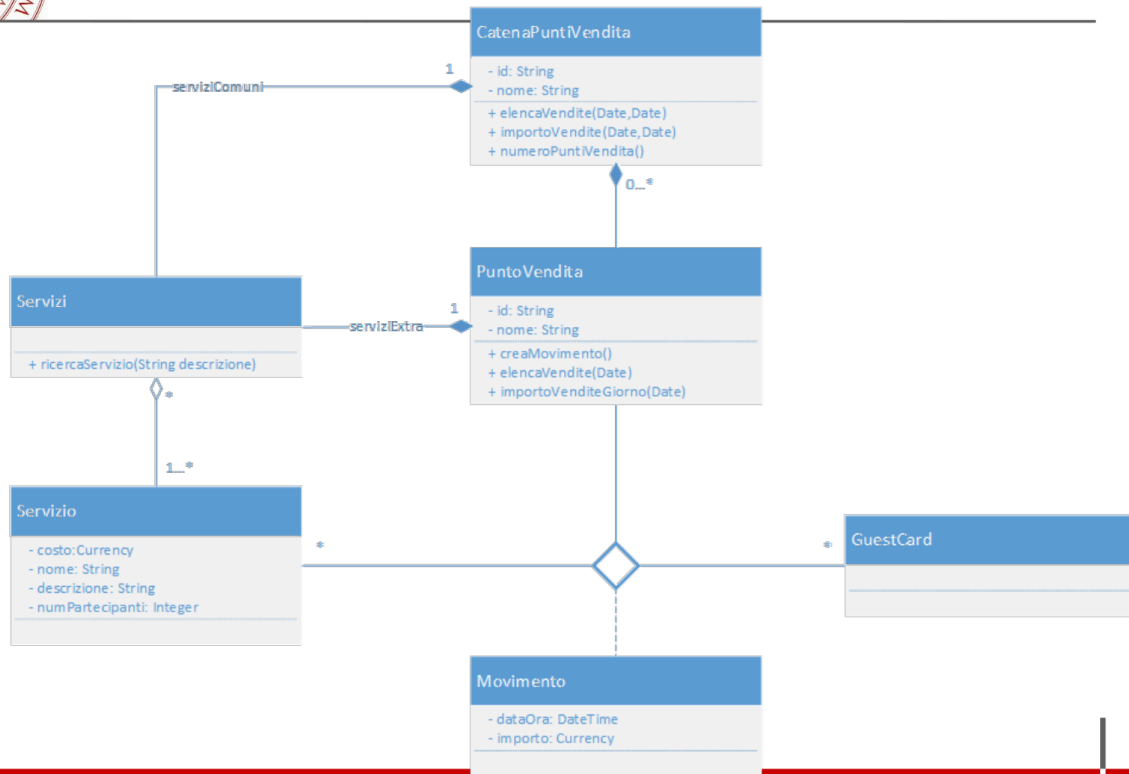 CatenaPuntiVendita
- id: String
- nome: String
+ elencaVendite(Date,Date)
+ importoVendite(Date,Date)
+ numeroPuntiVendita()
1
serviziComuni
0...*
PuntoVendita
- id: String
- nome: String
+ creaMovimento()
+ elencaVendite(Date)
+ importoVenditeGiorno(Date)
1
serviziExtra
Servizi
+ ricercaServizio(String descrizione)
*
1...*
Servizio
- costo:Currency
- nome: String
- descrizione: String
- numPartecipanti: Integer
*
*
GuestCard
Movimento
- dataOra: DateTime
- importo: Currency